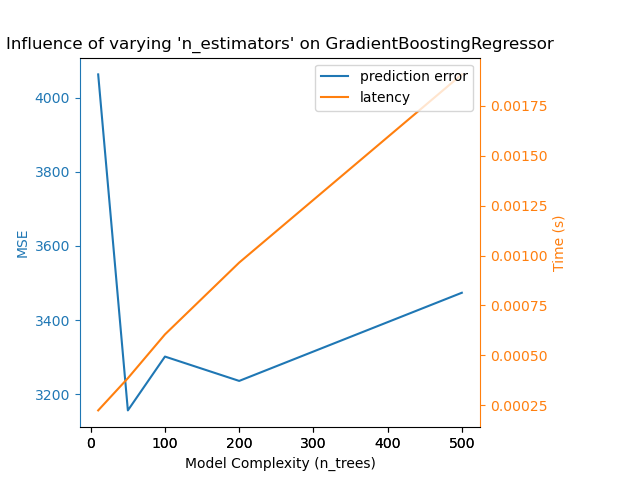 Influence of varying 'n_estimators' on GradientBoostingRegressor
prediction error
latency
4000
3800
3600
3400
3200
MSE
0.00175
0.00150
0.00125
0.00100
0.00075
0.00050
0.00025
Time (s)
0 100 200 300 400 500
Model Complexity (n_trees)